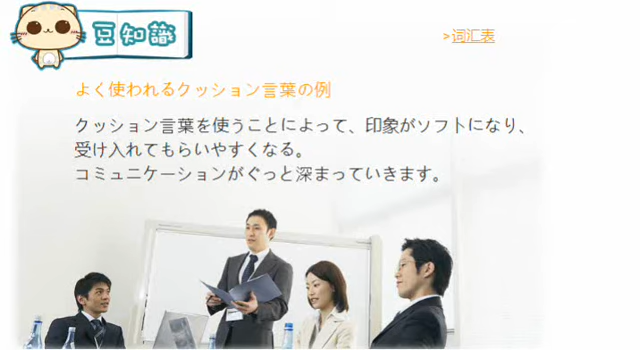 豆知識
>词汇表
よく使われるクッション言葉の例
クッション言葉を使うことによって、印象がソフトになり、
受け入れてもらいやすくなる。
コミュニケーションがぐっと深まっていきます。